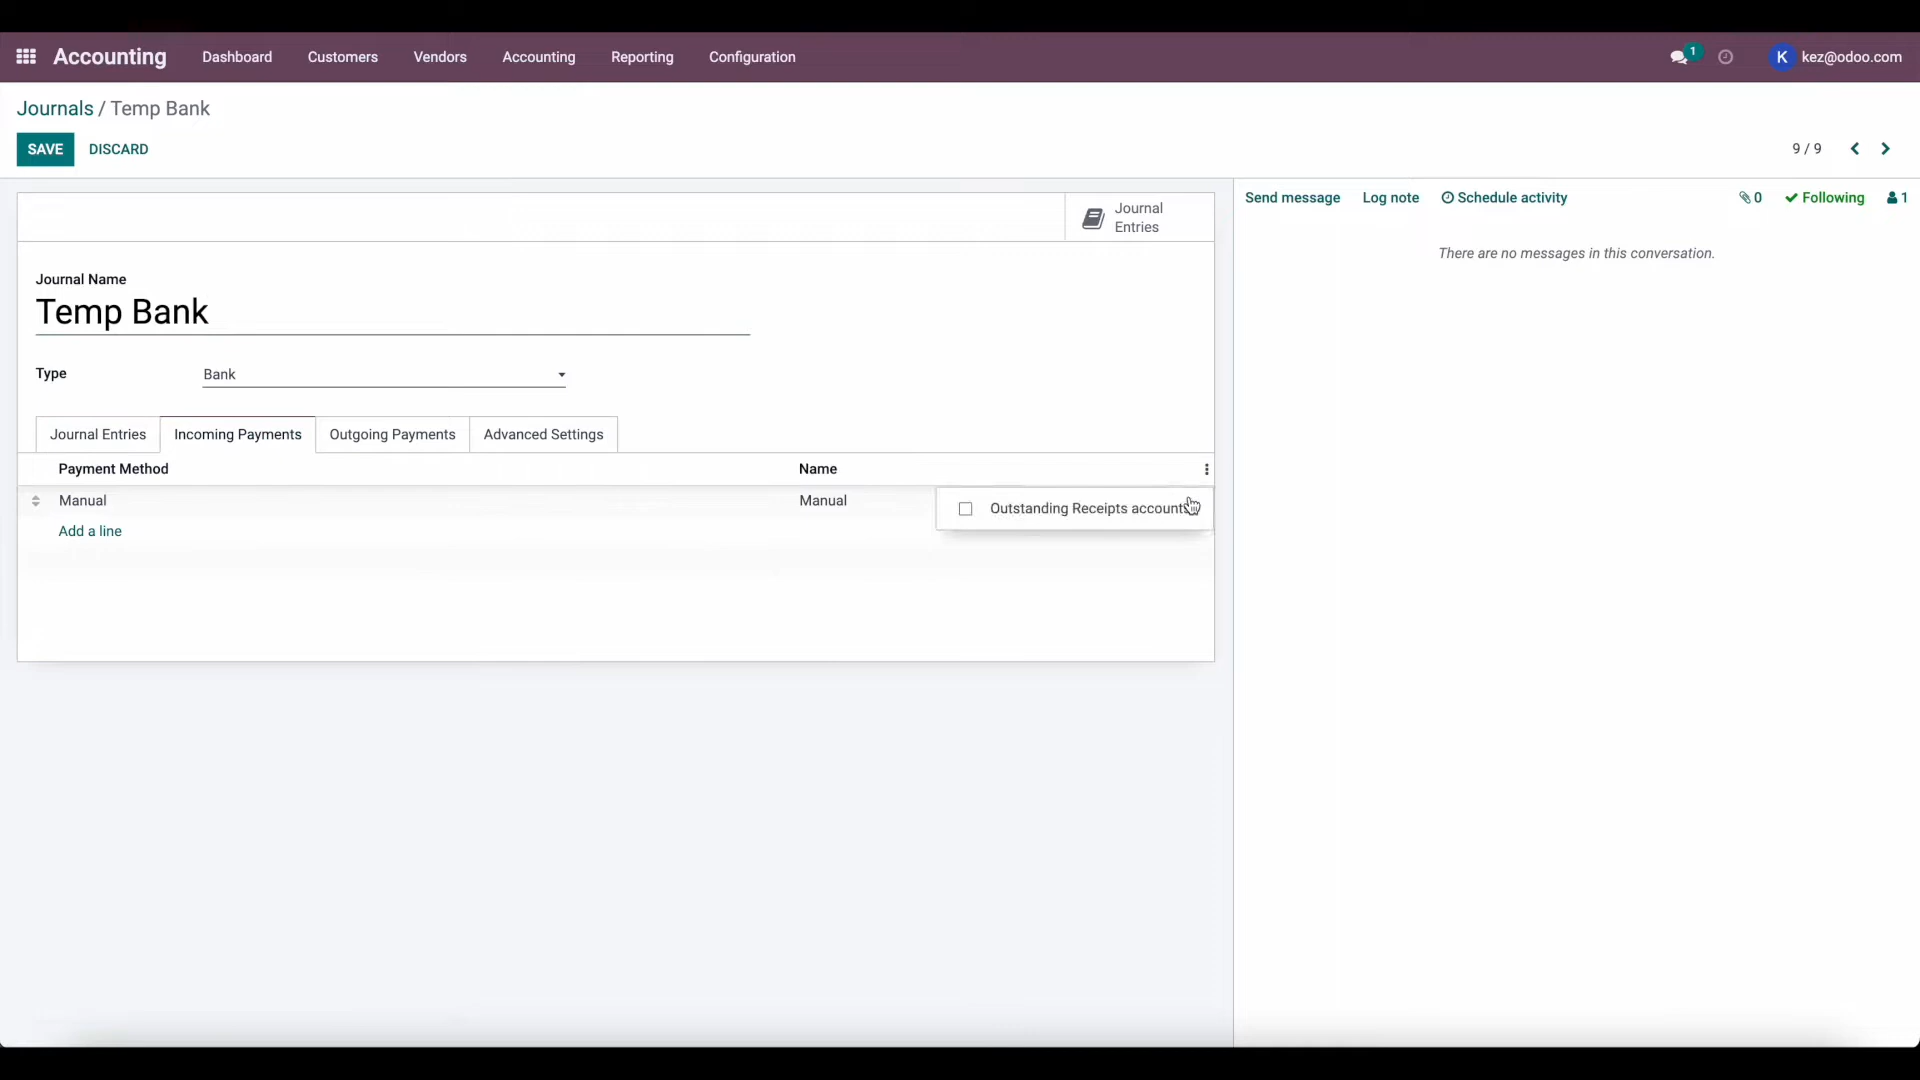 Accounting Dashboard Customers Vendors Accounting Reporting Configuration 1 K kez@odoo.com
Journals / Temp Bank
SAVE DISCARD 9 / 9
Send message Log note Schedule activity 0 Following 1
Journal
Entries
There are no messages in this conversation.
Journal Name
Temp Bank
Type Bank
Journal Entries Incoming Payments Outgoing Payments Advanced Settings
Payment Method Name
Manual Manual
Outstanding Receipts accounts
Add a line